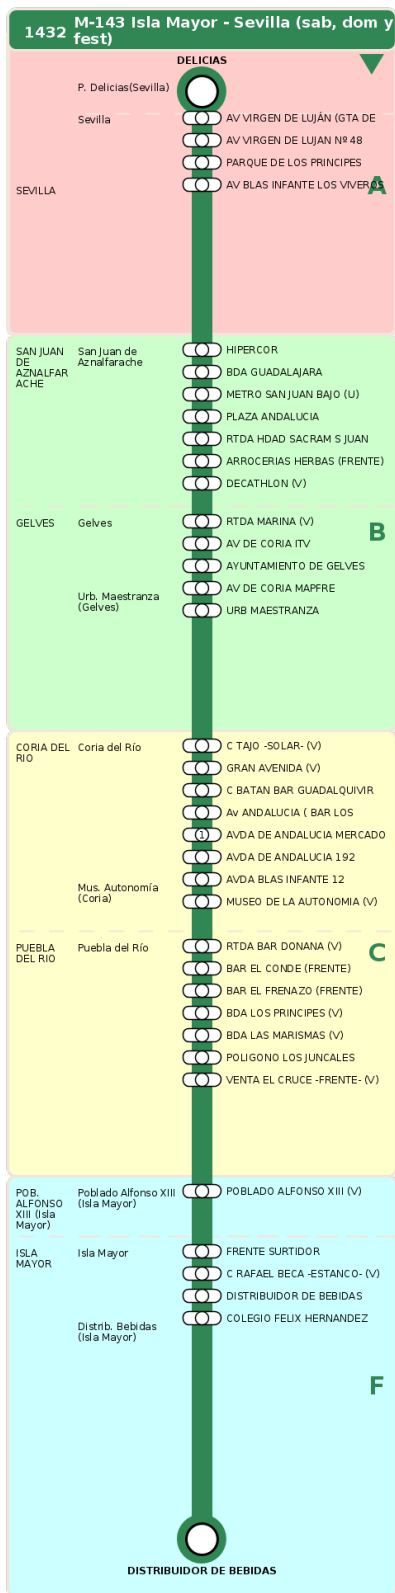 1432 M-143 Isla Mayor - Sevilla (sab, dom y
fest)
DELICIAS
P. Delicias(Sevilla)
Sevilla
AV VIRGEN DE LUJÁN (GTA DE
AV VIRGEN DE LUJAN Nº 48
PARQUE DE LOS PRINCIPES
SEVILLA
AV BLAS INFANTE LOS VIVEROS
A
SAN JUAN
DE
AZNALFAR
ACHE
San Juan de
Aznalfarache
HIPERCOR
BDA GUADALAJARA
METRO SAN JUAN BAJO (U)
PLAZA ANDALUCIA
RTDA HDAD SACRAM S JUAN
ARROCERIAS HERBAS (FRENTE)
DECATHLON (V)
GELVES
Gelves
RTDA MARINA (V)
B
AV DE CORIA ITV
AYUNTAMIENTO DE GELVES
AV DE CORIA MAPFRE
Urb. Maestranza
(Gelves)
URB MAESTRANZA
CORIA DEL
RIO
Coria del Río
C TAJO -SOLAR- (V)
GRAN AVENIDA (V)
C BATAN BAR GUADALQUIVIR
Av ANDALUCIA ( BAR LOS
1
AVDA DE ANDALUCIA MERCADO
AVDA DE ANDALUCIA 192
AVDA BLAS INFANTE 12
Mus. Autonomía
(Coria)
MUSEO DE LA AUTONOMIA (V)
PUEBLA
DEL RIO
Puebla del Río
RTDA BAR DONANA (V)
C
BAR EL CONDE (FRENTE)
BAR EL FRENAZO (FRENTE)
BDA LOS PRINCIPES (V)
BDA LAS MARISMAS (V)
POLIGONO LOS JUNCALES
VENTA EL CRUCE -FRENTE- (V)
POB.
ALFONSO
XIII (Isla
Mayor)
Poblado Alfonso XIII
(Isla Mayor)
POBLADO ALFONSO XIII (V)
ISLA
MAYOR
Isla Mayor
FRENTE SURTIDOR
C RAFAEL BECA -ESTANCO- (V)
DISTRIBUIDOR DE BEBIDAS
COLEGIO FELIX HERNANDEZ
Distrib. Bebidas
(Isla Mayor)
F
DISTRIBUIDOR DE BEBIDAS